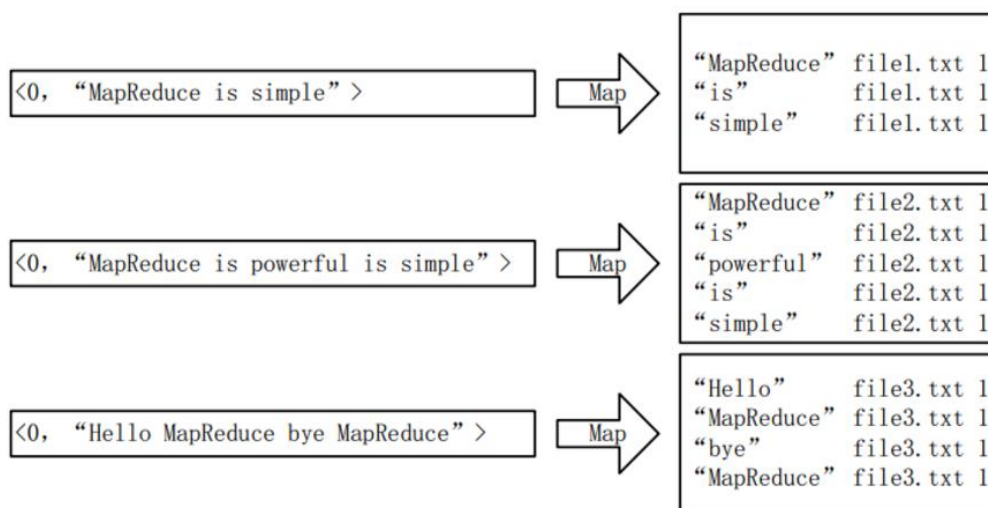 <0, “MapReduce is simple”>
Map
“MapReduce” file1.txt 1
“is” file1.txt 1
“simple” file1.txt 1
<0, “MapReduce is powerful is simple”>
Map
“MapReduce” file2.txt 1
“is” file2.txt 1
“powerful” file2.txt 1
“is” file2.txt 1
“simple” file2.txt 1
<0, “Hello MapReduce bye MapReduce”>
Map
“Hello” file3.txt 1
“MapReduce” file3.txt 1
“bye” file3.txt 1
“MapReduce” file3.txt 1